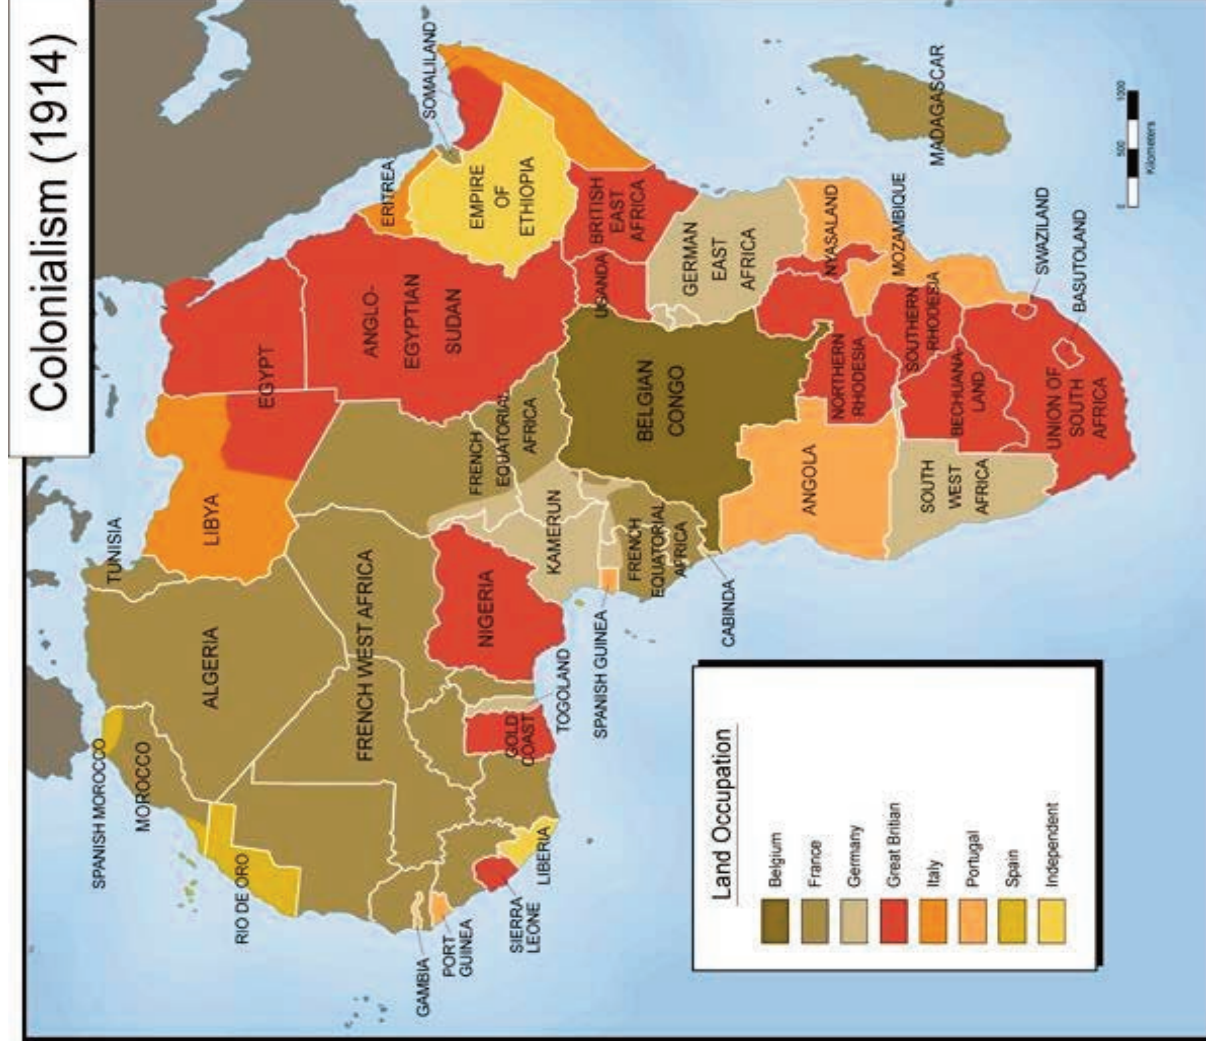 Colonialism (1914)
SPANISH MOROCCO
MOROCCO
ALGERIA
TUNISIA
LIBYA
EGYPT
RIO DE ORO
FRENCH WEST AFRICA
ANGLO-
EGYPTIAN
SUDAN
ERITREA
SOMALILAND
GAMBIA
PORT
GUINEA
SIERRA
LEONE
LIBERIA
GOLD
COAST
TOGOLAND
NIGERIA
KAMERUN
FRENCH
EQUATORIAL
AFRICA
EMPIRE
OF
ETHIOPIA
SPANISH GUINEA
FRENCH
EQUATORIAL
AFRICA
CABINDA
BELGIAN
CONGO
UGANDA
BRITISH
EAST
AFRICA
GERMAN
EAST
AFRICA
ANGOLA
NORTHERN
RHODESIA
NYASALAND
MOZAMBIQUE
MADAGASCAR
SOUTH
WEST
AFRICA
BECHUANA-
LAND
SOUTHERN
RHODESIA
UNION OF
SOUTH
AFRICA
SWAZILAND
BASUTOLAND
Land Occupation
Belgium
France
Germany
Great Britian
Italy
Portugal
Spain
Independent
0 500 1000
Kilometers